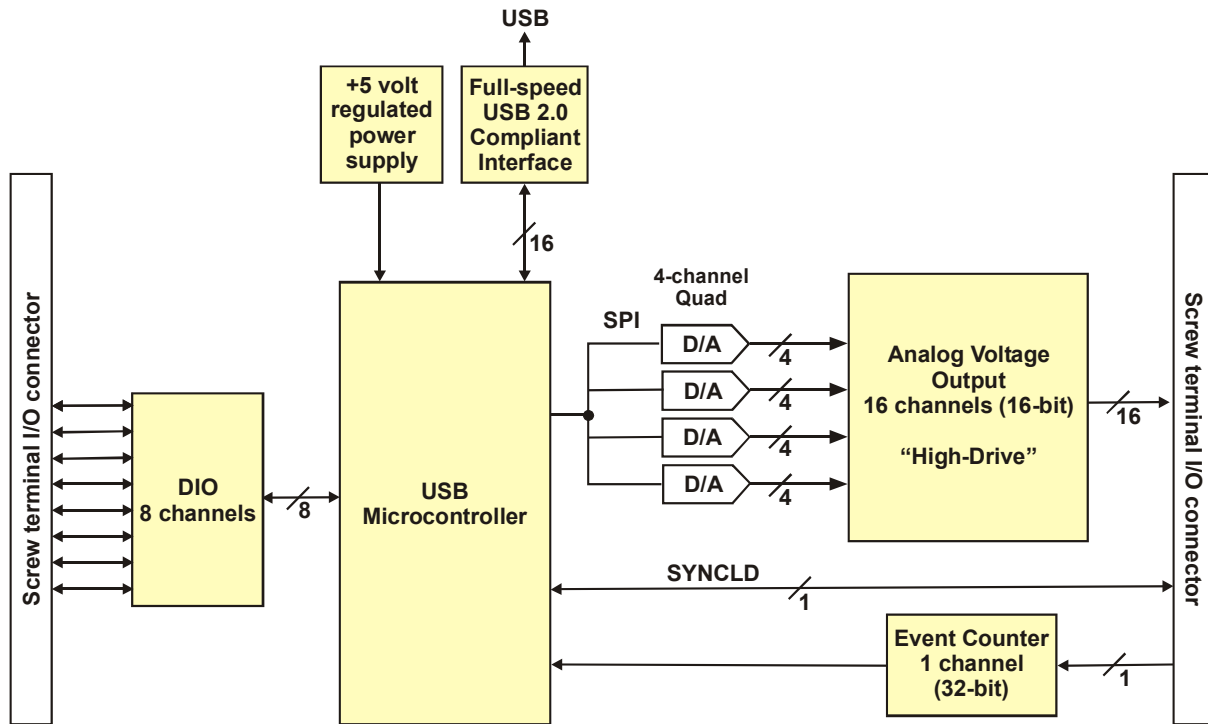 USB
+5 volt
regulated
power
supply
Full-speed
USB 2.0
Compliant
Interface
16
Screw terminal I/O connector
DIO
8 channels
8
USB
Microcontroller
SPI
4-channel
Quad
D/A
4
D/A
4
D/A
4
D/A
4
Analog Voltage
Output
16 channels (16-bit)
“High-Drive”
16
SYNCLD
1
Event Counter
1 channel
(32-bit)
1
Screw terminal I/O connector